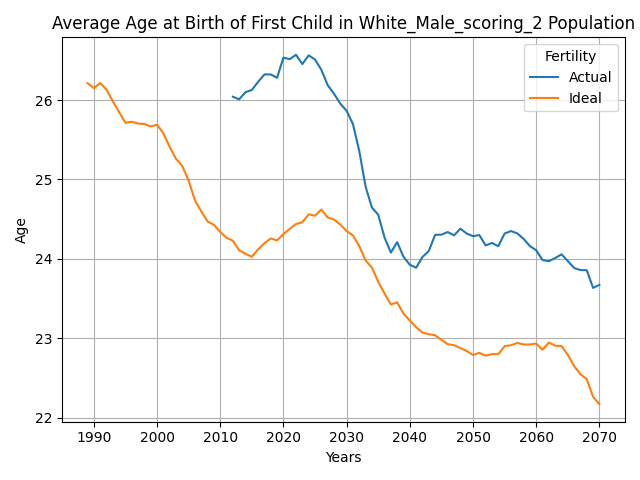 Average Age at Birth of First Child in White_Male_scoring_2 Population
Fertility
Actual
Ideal
Age
26
25
24
23
22
1990 2000 2010 2020 2030 2040 2050 2060 2070
Years